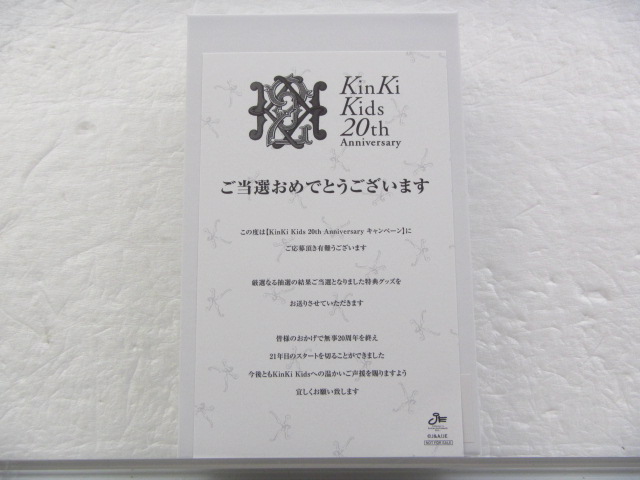 KinKi
Kids
20th
Anniversary
ご当選おめでとうございます
この度は【KinKi Kids 20th Anniversary キャンペーン】に
ご応募頂き有難うございます
厳選なる抽選の結果ご当選となりました特典グッズを
お送りさせていただきます
皆様のおかげで無事20周年を終え
21年目のスタートを切ることができました
今後ともKinKi Kidsへの温かいご声援を賜りますよう
宜しくお願い致します